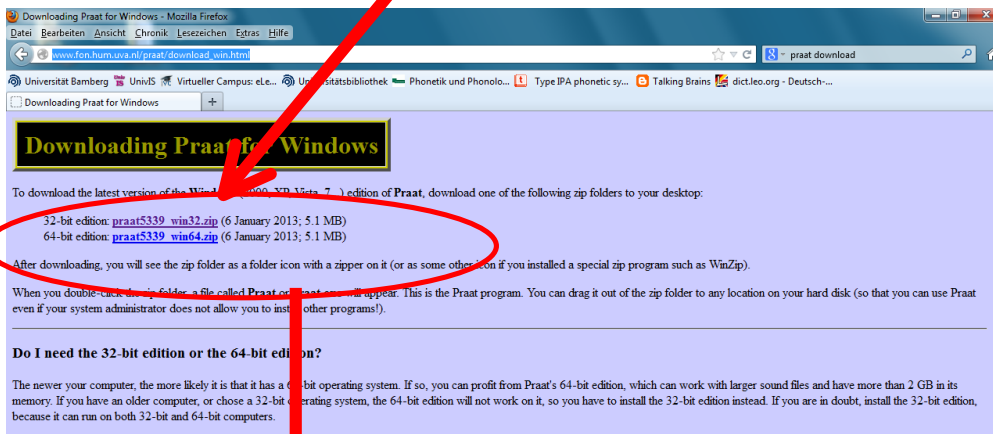 Downloading Praat for Windows - Mozilla Firefox
Datei Bearbeiten Ansicht Chronik Lesezeichen Extras Hilfe
www.fon.hum.uva.nl/praat/download_win.html
praat download
Universität Bamberg UnivIS Virtueller Campus: eLe... Universitätsbibliothek Phonetik und Phonolo... Type IPA phonetic sy... Talking Brains dict.leo.org - Deutsch-...
Downloading Praat for Windows
Downloading Praat for Windows
To download the latest version of the Windows (2000, XP, Vista, 7...) edition of Praat, download one of the following zip folders to your desktop:
32-bit edition: praat5339_win32.zip (6 January 2013; 5.1 MB)
64-bit edition: praat5339_win64.zip (6 January 2013; 5.1 MB)
After downloading, you will see the zip folder as a folder icon with a zipper on it (or as some other icon if you installed a special zip program such as WinZip).
When you double-click the zip folder, a file called Praat or praat.exe will appear. This is the Praat program. You can drag it out of the zip folder to any location on your hard disk (so that you can use Praat
even if your system administrator does not allow you to install other programs!).
Do I need the 32-bit edition or the 64-bit edition?
The newer your computer, the more likely it is that it has a 64-bit operating system. If so, you can profit from Praat's 64-bit edition, which can work with larger sound files and have more than 2 GB in its
memory. If you have an older computer, or chose a 32-bit operating system, the 64-bit edition will not work on it, so you have to install the 32-bit edition instead. If you are in doubt, install the 32-bit edition,
because it can run on both 32-bit and 64-bit computers.